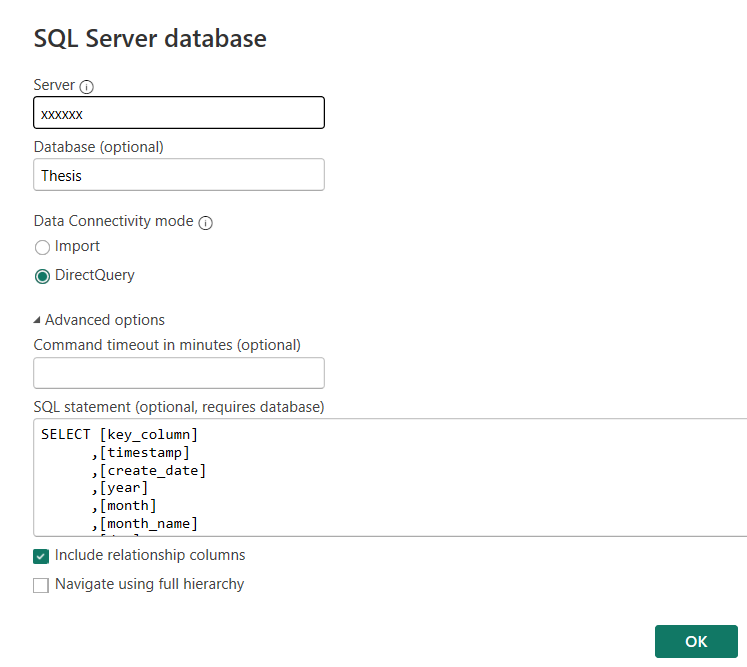 SQL Server database
Server
xxxxxx
Database (optional)
Thesis
Data Connectivity mode
Import
DirectQuery
Advanced options
Command timeout in minutes (optional)
SQL statement (optional, requires database)
SELECT [key_column]
,[timestamp]
,[create_date]
,[year]
,[month]
,[month_name]
Include relationship columns
Navigate using full hierarchy
OK